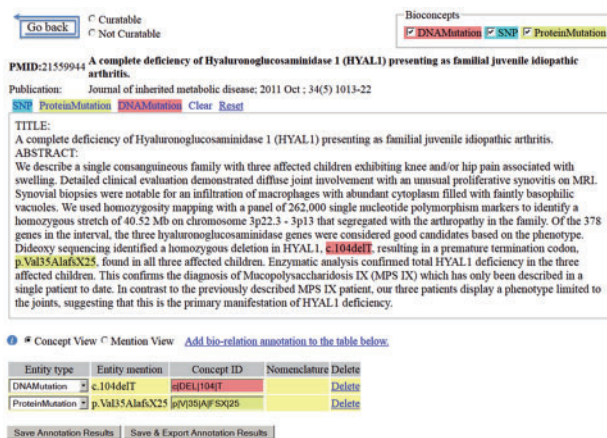 Go back
Curatable
Not Curatable
Bioconcepts
DNAMutation SNP ProteinMutation
PMID:21559944 A complete deficiency of Hyaluronoglucosaminidase 1 (HYAL1) presenting as familial juvenile idiopathic
arthritis.
Publication: Journal of inherited metabolic disease; 2011 Oct ; 34(5) 1013-22
SNP ProteinMutation DNAMutation Clear Reset
TITLE:
A complete deficiency of Hyaluronoglucosaminidase 1 (HYAL1) presenting as familial juvenile idiopathic arthritis.
ABSTRACT:
We describe a single consanguineous family with three affected children exhibiting knee and/or hip pain associated with
swelling. Detailed clinical evaluation demonstrated diffuse joint involvement with an unusual proliferative synovitis on MRI.
Synovial biopsies were notable for an infiltration of macrophages with abundant cytoplasm filled with faintly basophilic
vacuoles. We used homozygosity mapping with a panel of 262,000 single nucleotide polymorphism markers to identify a
homozygous stretch of 40.52 Mb on chromosome 3p22.3 - 3p13 that segregated with the arthropathy in the family. Of the 378
genes in the interval, the three hyaluronoglucosaminidase genes were considered good candidates based on the phenotype.
Dideoxy sequencing identified a homozygous deletion in HYAL1, c.104delT, resulting in a premature termination codon,
p.Val35AlafsX25, found in all three affected children. Enzymatic analysis confirmed total HYAL1 deficiency in the three
affected children. This confirms the diagnosis of Mucopolysaccharidosis IX (MPS IX) which has only been described in a
single patient to date. In contrast to the previously described MPS IX patient, our three patients display a phenotype limited to
the joints, suggesting that this is the primary manifestation of HYAL1 deficiency.
Concept View Mention View Add bio-relation annotation to the table below.
Entity type Entity mention Concept ID Nomenclature Delete
DNAMutation c.104delT c|DEL|104|T Delete
ProteinMutation p.Val35AlafsX25 p|V|35|A|FSX|25 Delete
Save Annotation Results Save & Export Annotation Results